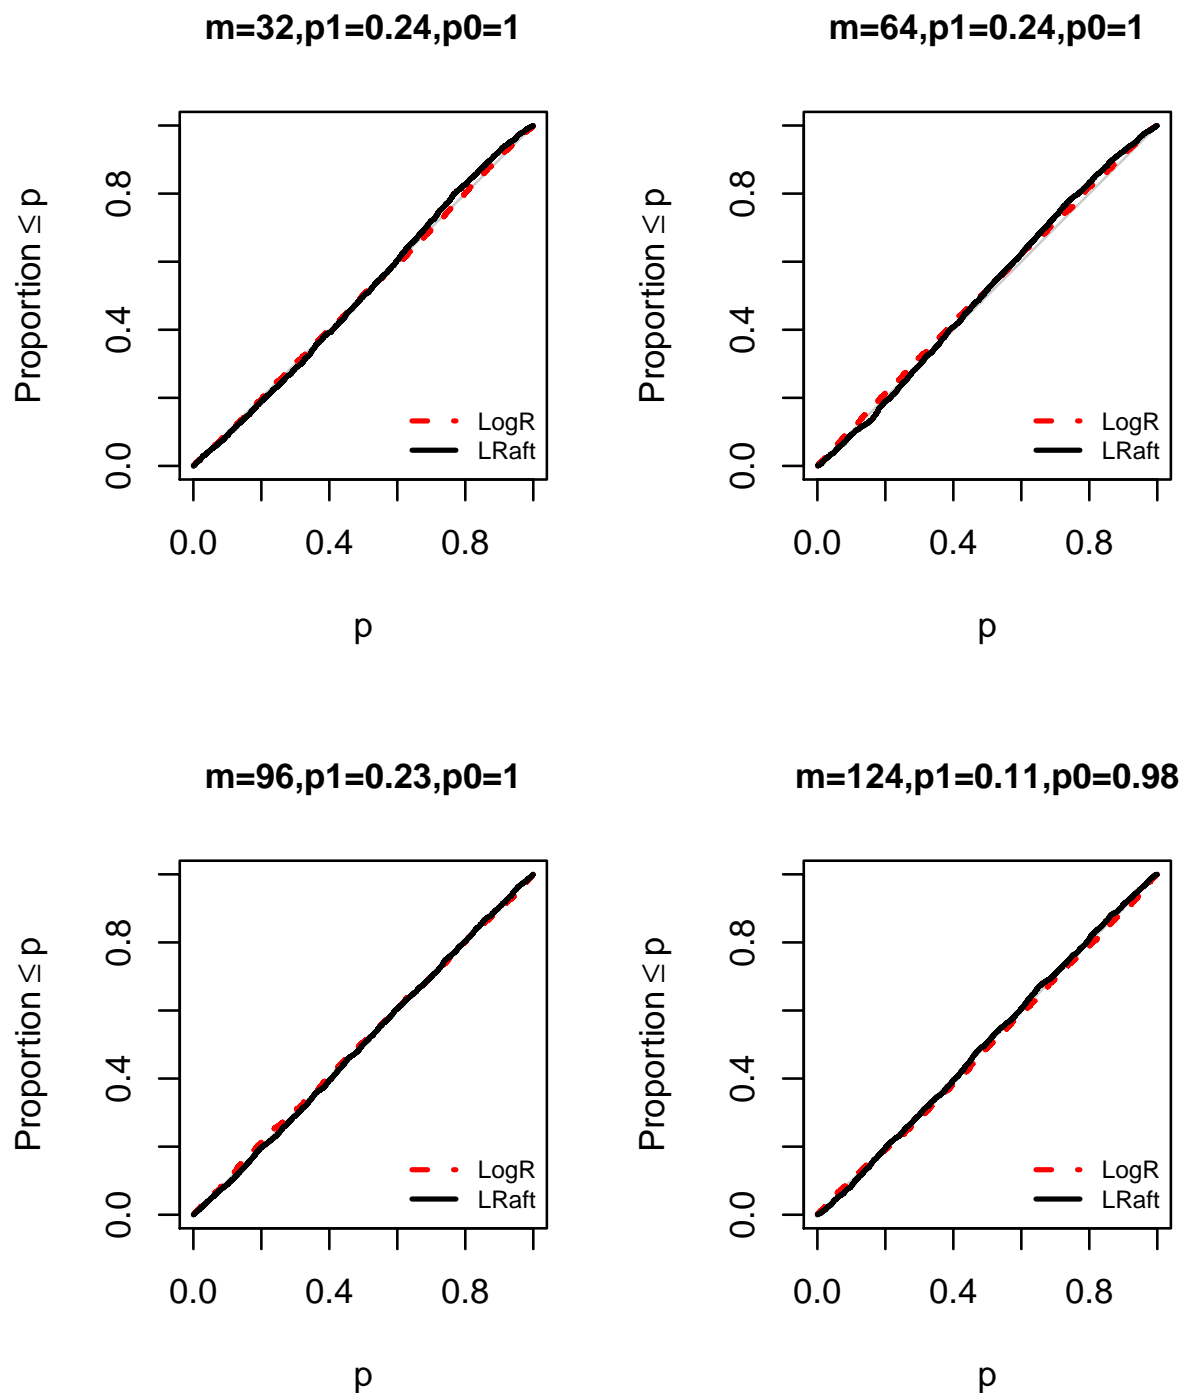 m=32,p1=0.24,p0=1
Proportion ≤ p
0.0
0.4
0.8
LogR
LRaft
0.0 0.4 0.8
p
m=64,p1=0.24,p0=1
Proportion ≤ p
0.0
0.4
0.8
LogR
LRaft
0.0 0.4 0.8
p
m=96,p1=0.23,p0=1
Proportion ≤ p
0.0
0.4
0.8
LogR
LRaft
0.0 0.4 0.8
p
m=124,p1=0.11,p0=0.98
Proportion ≤ p
0.0
0.4
0.8
LogR
LRaft
0.0 0.4 0.8
p